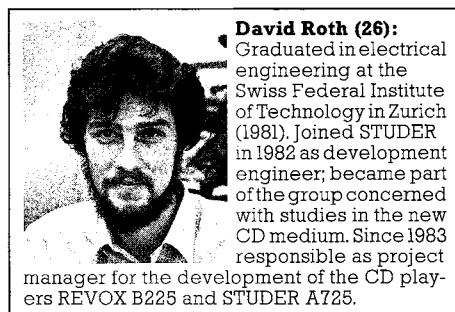 David Roth (26):
Graduated in electrical
engineering at the
Swiss Federal Institute
of Technology in Zurich
(1981). Joined STUDER
in 1982 as development
engineer; became part
of the group concerned
with studies in the new
CD medium. Since 1983
responsible as project
manager for the development of the CD play-
ers REVOX B225 and STUDER A725.